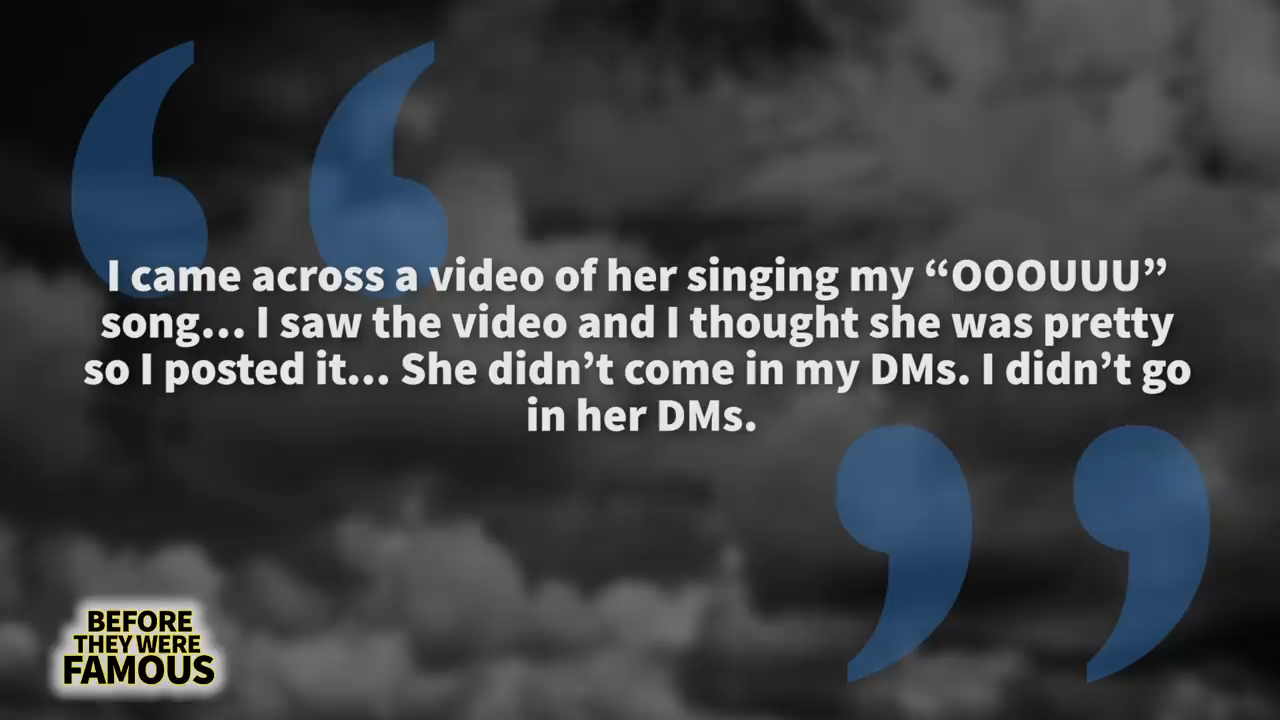 I came across a video of her singing my “OOOUUU”
song... I saw the video and I thought she was pretty
so I posted it... She didn’t come in my DMs. I didn’t go
in her DMs.
BEFORE
THEY WERE
FAMOUS